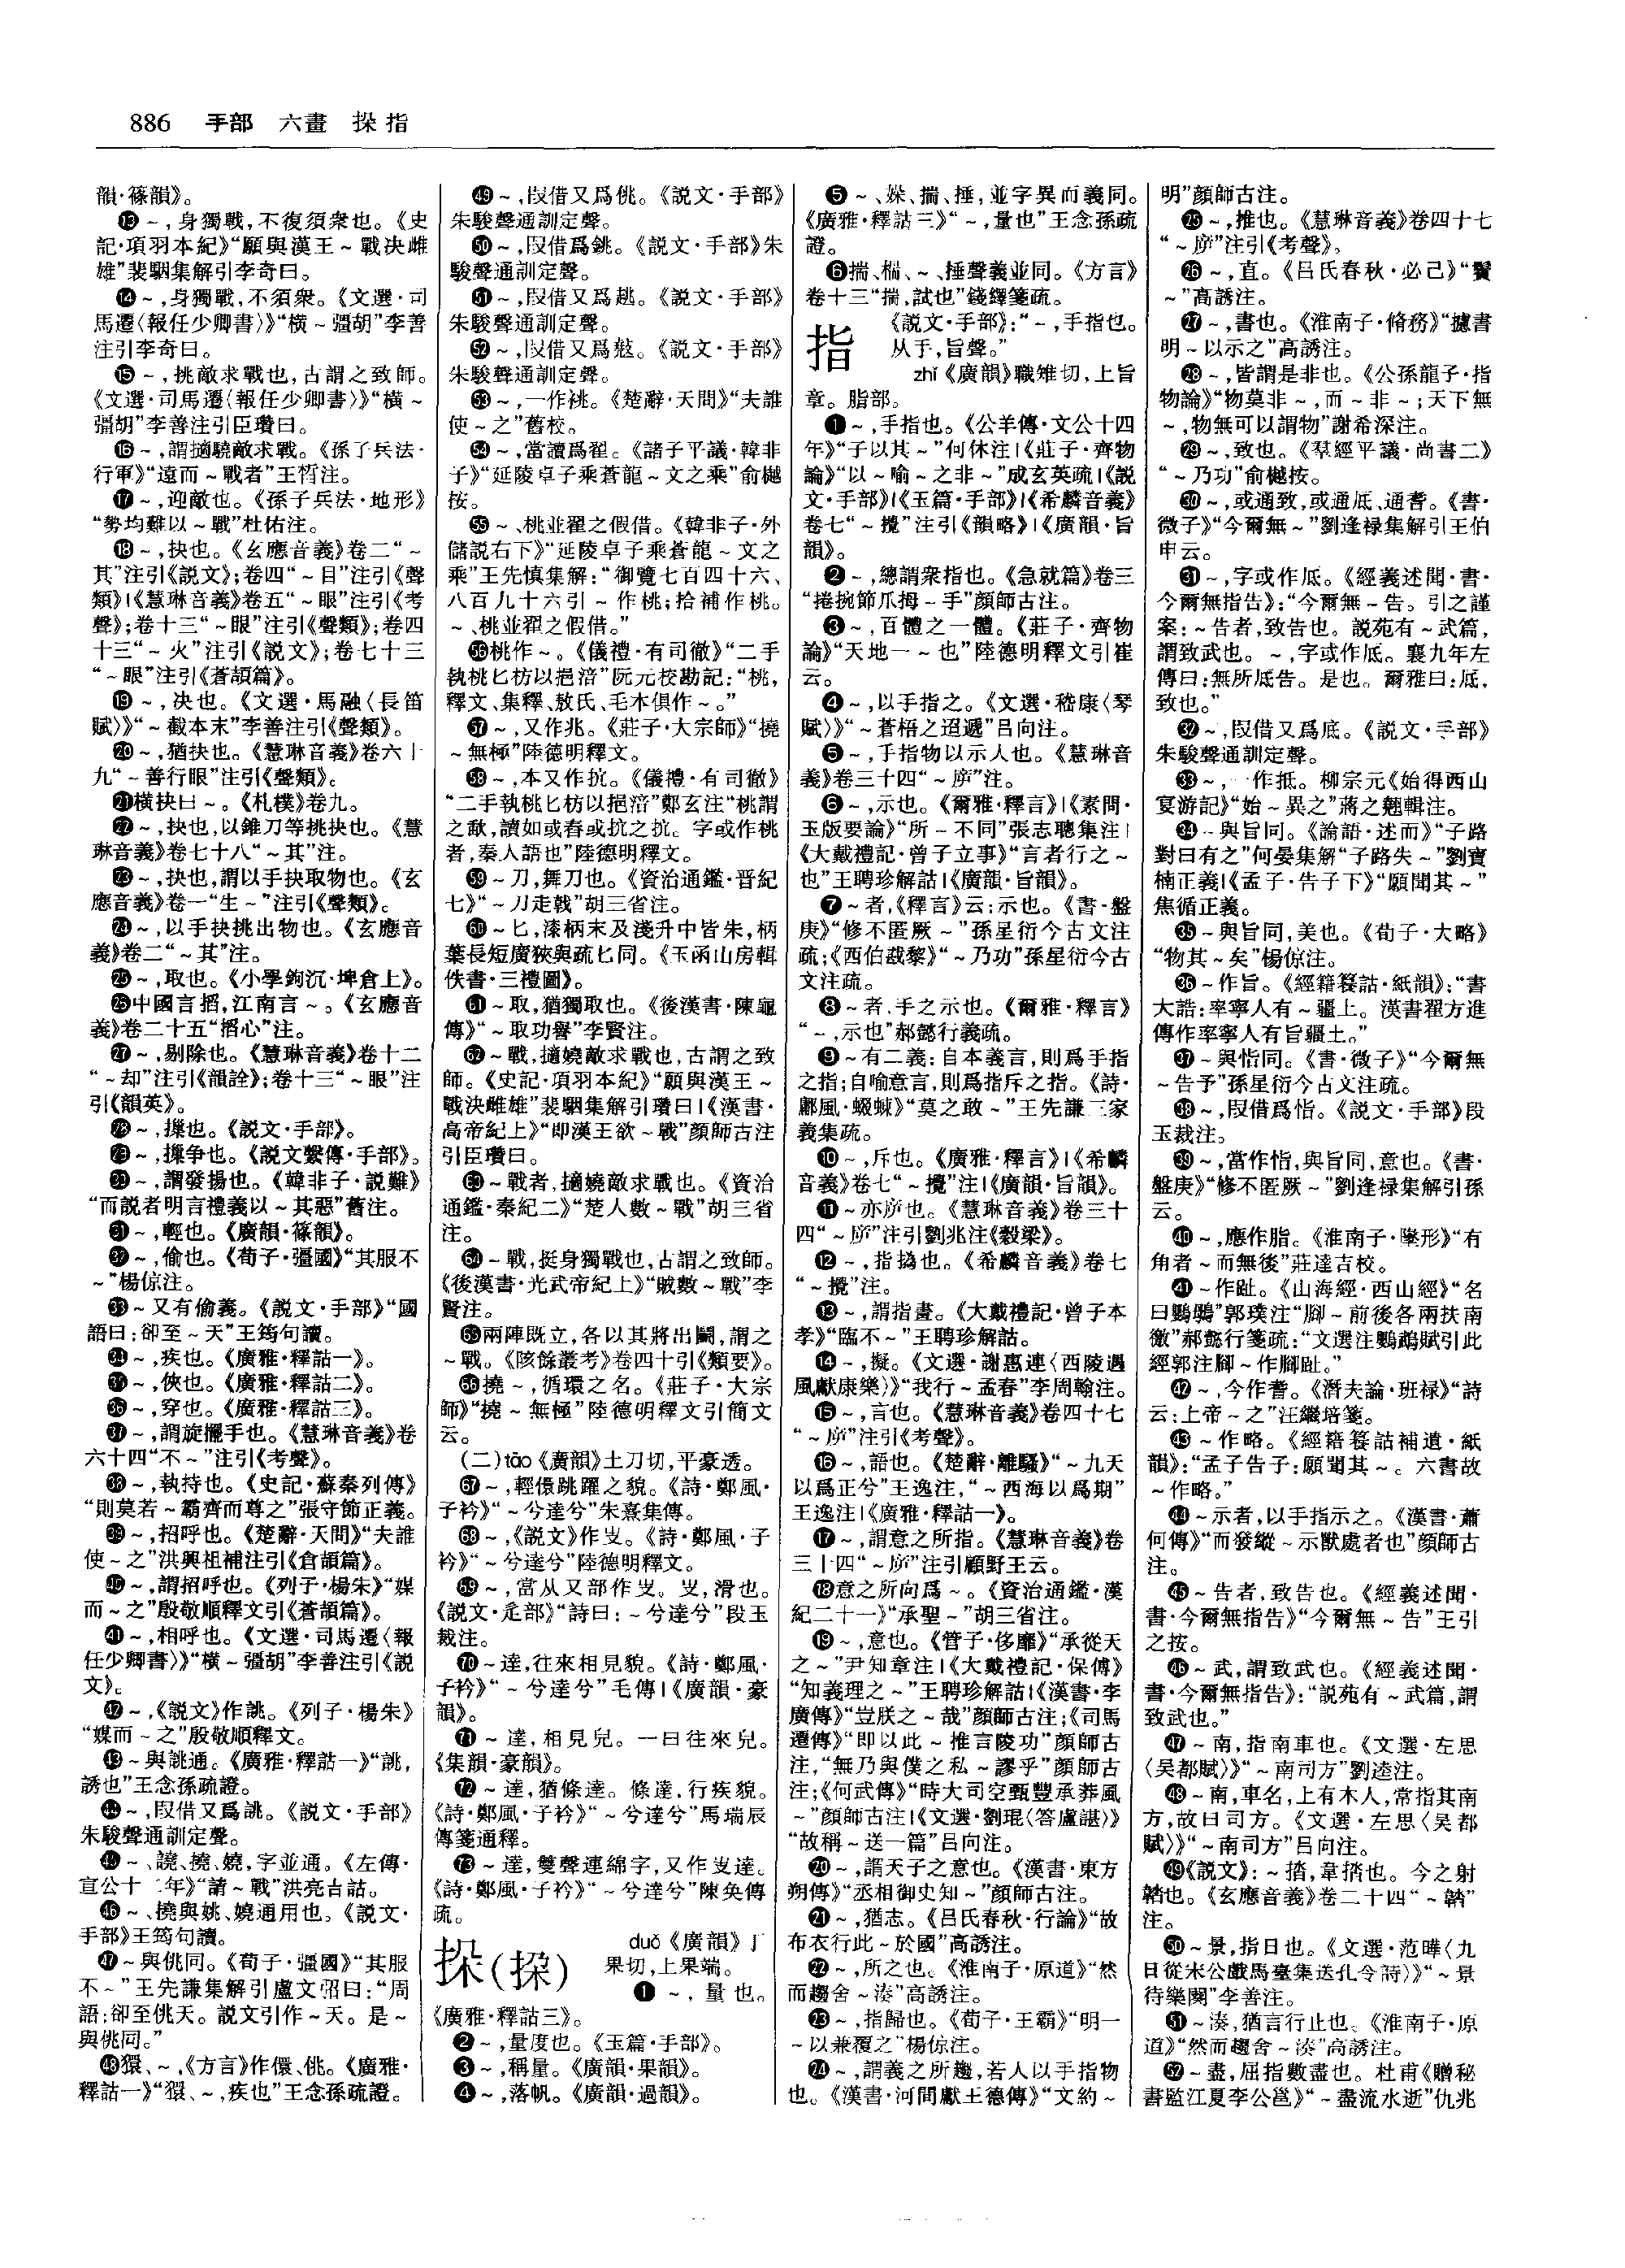 886 手部 六畫 挅指
韻·篠韻》。
⓭～,身獨戰,不復須衆也。《史
記·項羽本紀》“願與漢王～戰决雌
雄”裴駰集解引李奇曰。
⓮～,身獨戰,不須衆。《文選·司
馬遷〈報任少卿書〉》“横～彊胡”李善
注引李奇曰。
⓯～,挑敵求戰也,古謂之致師。
《文選·司馬遷〈報任少卿書〉》“横～
彊胡”李善注引臣瓚曰。
⓰～,謂擿驍敵求戰。《孫子兵法·
行軍》“遠而～戰者”王晳注。
⓱～,迎敵也。《孫子兵法·地形》
“勢均難以～戰”杜佑注。
⓲～,抉也。《玄應音義》卷二“～
其”注引《説文》;卷四“～目”注引《聲
類》|《慧琳音義》卷五“～眼”注引《考
聲》;卷十三“～眼”注引《聲類》;卷四
十三“～火”注引《説文》;卷七十三
“～眼”注引《蒼頡篇》。
⓳～,决也。《文選·馬融〈長笛
賦〉》“～截本末”李善注引《聲類》。
⓴～,猶抉也。《慧琳音義》卷六十
九“～善行眼”注引《聲類》。
㉑横抉曰～。《札樸》卷九。
㉒～,抉也,以錐刀等挑抉也。《慧
琳音義》卷七十八“～其”注。
㉓～,抉也,謂以手抉取物也。《玄
應音義》卷一“生～”注引《聲類》。
㉔～,以手抉挑出物也。《玄應音
義》卷二“～其”注。
㉕～,取也。《小學鉤沉·埤倉上》。
㉖中國言掐,江南言～。《玄應音
義》卷二十五“掐心”注。
㉗～,剔除也。《慧琳音義》卷十二
“～却”注引《韻詮》;卷十三“～眼”注
引《韻英》。
㉘～,撓也。《説文·手部》。
㉙～,撓争也。《説文繫傳·手部》。
㉚～,謂發揚也。《韓非子·説難》
“而説者明言禮義以～其惡”舊注。
㉛～,輕也。《廣韻·篠韻》。
㉜～,偷也。《荀子·彊國》“其服不
～”楊倞注。
㉝～又有偷義。《説文·手部》“國
語曰:卻至～天”王筠句讀。
㉞～,疾也。《廣雅·釋詁一》。
㉟～,俠也。《廣雅·釋詁二》。
㊱～,穿也。《廣雅·釋詁三》。
㊲～,謂旋擺手也。《慧琳音義》卷
六十四“不～”注引《考聲》。
㊳～,執持也。《史記·蘇秦列傳》
“則莫若～霸齊而尊之”張守節正義。
㊴～,招呼也。《楚辭·天問》“夫誰
使～之”洪興祖補注引《倉頡篇》。
㊵～,謂招呼也。《列子·楊朱》“媒
而～之”殷敬順釋文引《蒼頡篇》。
㊶～,相呼也。《文選·司馬遷〈報
任少卿書〉》“横～彊胡”李善注引《説
文》。
㊷～,《説文》作誂。《列子·楊朱》
“媒而～之”殷敬順釋文。
㊸～與誂通。《廣雅·釋詁一》“誂,
誘也”王念孫疏證。
㊹～,叚借又爲誂。《説文·手部》
朱駿聲通訓定聲。
㊺～、譊、撓、嬈,字並通。《左傳·
宣公十二年》“請～戰”洪亮吉詁。
㊻～、撓與姚、嬈通用也。《説文·
手部》王筠句讀。
㊼～與佻同。《荀子·彊國》“其服
不～”王先謙集解引盧文弨曰:“周
語:卻至佻天。説文引作～天。是～
與佻同。”
㊽獧、～,《方言》作儇、佻。《廣雅·
釋詁一》“獧、～,疾也”王念孫疏證。
㊾～,叚借又爲佻。《説文·手部》
朱駿聲通訓定聲。
㊿～,叚借爲銚。《説文·手部》朱
駿聲通訓定聲。
51～,叚借又爲趒。《説文·手部》
朱駿聲通訓定聲。
52～,叚借又爲。《説文·手部》
朱駿聲通訓定聲。
53～,一作祧。《楚辭·天問》“夫誰
使～之”舊校。
54～,當讀爲翟。《諸子平議·韓非
子》“延陵卓子乘蒼龍～文之乘”俞樾
按。
55～、桃並翟之假借。《韓非子·外
儲説右下》“延陵卓子乘蒼龍～文之
乘”王先慎集解:“御覽七百四十六、
八百九十六引～作桃;拾補作桃。
～、桃並翟之假借。”
56桃作～。《儀禮·有司徹》“二手
執桃匕枋以挹湆”阮元校勘記:“桃,
釋文、集釋、敖氏、毛本俱作～。”
57～,又作兆。《莊子·大宗師》“撓
～無極”陸德明釋文。
58～,本又作抗。《儀禮·有司徹》
“二手執桃匕枋以挹湆”鄭玄注“桃謂
之歃,讀如或舂或抗之抗。字或作桃
者,秦人語也”陸德明釋文。
59～刀,舞刀也。《資治通鑑·晋紀
七》“～刀走戟”胡三省注。
60～匕,漆柄末及淺升中皆朱,柄
葉長短廣狹與疏匕同。《玉函山房輯
佚書·三禮圖》。
61～取,猶獨取也。《後漢書·陳龜
傳》“～取功譽”李賢注。
62～戰,擿嬈敵求戰也,古謂之致
師。《史記·項羽本紀》“願與漢王～
戰決雌雄”裴駰集解引瓚曰|《漢書·
高帝紀上》“即漢王欲～戰”顔師古注
引臣瓚曰。
63～戰者,擿嬈敵求戰也。《資治
通鑑·秦紀二》“楚人數～戰”胡三省
注。
64～戰,挺身獨戰也,古謂之致師。
《後漢書·光武帝紀上》“賊數～戰”李
賢注。
65兩陣既立,各以其將出鬭,謂之
～戰。《陔餘叢考》卷四十引《類要》。
66撓～,循環之名。《莊子·大宗
師》“撓～無極”陸德明釋文引簡文
云。
(二)tāo《廣韻》土刀切,平豪透。
67～,輕儇跳躍之貌。《詩·鄭風·
子衿》“～兮達兮”朱熹集傳。
68～,《説文》作㞮。《詩·鄭風·子
衿》“～兮達兮”陸德明釋文。
69～,當从又部作㞮。㞮,滑也。
《説文·辵部》“詩曰:～兮達兮”段玉
裁注。
70～達,往來相見貌。《詩·鄭風·
子衿》“～兮達兮”毛傳|《廣韻·豪
韻》。
71～達,相見皃。一曰往來皃。
《集韻·豪韻》。
72～達,猶條達。條達,行疾貌。
《詩·鄭風·子衿》“～兮達兮”馬瑞辰
傳箋通釋。
73～達,雙聲連綿字,又作㞮達。
《詩·鄭風·子衿》“～兮達兮”陳奂傳
疏。
挅(挆) duǒ《廣韻》丁
果切,上果端。
❶～,量也。
《廣雅·釋詁三》。
❷～,量度也。《玉篇·手部》。
❸～,稱量。《廣韻·果韻》。
❹～,落帆。《廣韻·過韻》。
❺～、媣、揣、捶,並字異而義同。
《廣雅·釋詁三》“～,量也”王念孫疏
證。
❻揣、椯、～、捶聲義並同。《方言》
卷十三“揣,試也”錢繹箋疏。
指 《説文·手部》:“～,手指也。
从手,旨聲。”
zhǐ《廣韻》職雉切,上旨
章。脂部。
❶～,手指也。《公羊傳·文公十四
年》“子以其～”何休注|《莊子·齊物
論》“以～喻～之非～”成玄英疏|《説
文·手部》|《玉篇·手部》|《希麟音義》
卷七“～攬”注引《韻略》|《廣韻·旨
韻》。
❷～,總謂衆指也。《急就篇》卷三
“捲捥節爪拇～手”顔師古注。
❸～,百體之一體。《莊子·齊物
論》“天地一～也”陸德明釋文引崔
云。
❹～,以手指之。《文選·嵇康〈琴
賦〉》“～蒼梧之迢遞”吕向注。
❺～,手指物以示人也。《慧琳音
義》卷三十四“～㡿”注。
❻～,示也。《爾雅·釋言》|《素問·
玉版要論》“所～不同”張志聰集注|
《大戴禮記·曾子立事》“言者行之～
也”王聘珍解詁|《廣韻·旨韻》。
❼～者,《釋言》云:示也。《書·盤
庚》“修不匿厥～”孫星衍今古文注
疏;《西伯戡黎》“～乃功”孫星衍今古
文注疏。
❽～者,手之示也。《爾雅·釋言》
“～,示也”郝懿行義疏。
❾～有二義:自本義言,則爲手指
之指;自喻意言,則爲指斥之指。《詩·
鄘風·蝃蝀》“莫之敢～”王先謙三家
義集疏。
❿～,斥也。《廣雅·釋言》|《希麟
音義》卷七“～攬”注|《廣韻·旨韻》。
⓫～亦㡿也。《慧琳音義》卷三十
四“～㡿”注引劉兆注《穀梁》。
⓬～,指撝也。《希麟音義》卷七
“～攬”注。
⓭～,謂指畫。《大戴禮記·曾子本
孝》“臨不～”王聘珍解詁。
⓮～,擬。《文選·謝惠連〈西陵遇
風獻康樂〉》“我行～孟春”李周翰注。
⓯～,言也。《慧琳音義》卷四十七
“～㡿”注引《考聲》。
⓰～,語也。《楚辭·離騷》“～九天
以爲正兮”王逸注,“～西海以爲期”
王逸注|《廣雅·釋詁一》。
⓱～,謂意之所指。《慧琳音義》卷
三十四“～㡿”注引顧野王云。
⓲意之所向爲～。《資治通鑑·漢
紀二十一》“承聖～”胡三省注。
⓳～,意也。《管子·侈靡》“承從天
之～”尹知章注|《大戴禮記·保傅》
“知義理之～”王聘珍解詁|《漢書·李
廣傳》“豈朕之～哉”顔師古注;《司馬
遷傳》“即以此～推言陵功”顔師古
注,“無乃與僕之私～謬乎”顔師古
注;《何武傳》“時大司空甄豐承莽風
～”顔師古注|《文選·劉琨〈答盧諶〉》
“故稱～送一篇”吕向注。
⓴～,謂天子之意也。《漢書·東方
朔傳》“丞相御史知～”顔師古注。
㉑～,猶志。《吕氏春秋·行論》“故
布衣行此～於國”高誘注。
㉒～,所之也。《淮南子·原道》“然
而趨舍～湊”高誘注。
㉓～,指歸也。《荀子·王霸》“明一
～以兼覆之”楊倞注。
㉔～,謂義之所趨,若人以手指物
也。《漢書·河間獻王德傳》“文約～
明”顔師古注。
㉕～,推也。《慧琳音義》卷四十七
“～㡿”注引《考聲》。
㉖～,直。《吕氏春秋·必己》“鬢
～”高誘注。
㉗～,書也。《淮南子·脩務》“攄書
明～以示之”高誘注。
㉘～,皆謂是非也。《公孫龍子·指
物論》“物莫非～,而～非～;天下無
～,物無可以謂物”謝希深注。
㉙～,致也。《羣經平議·尚書二》
“～乃功”俞樾按。
㉚～,或通致,或通厎、通耆。《書·
微子》“今爾無～”劉逢禄集解引王伯
申云。
㉛～,字或作厎。《經義述聞·書·
今爾無指告》:“今爾無～告。引之謹
案:～告者,致告也。説苑有～武篇,
謂致武也。～,字或作厎。襄九年左
傳曰:無所厎告。是也。爾雅曰:厎,
致也。”
㉜～,叚借又爲底。《説文·手部》
朱駿聲通訓定聲。
㉝～,一作抵。柳宗元《始得西山
宴游記》“始～異之”蔣之翹輯注。
㉞～與旨同。《論語·述而》“子路
對曰有之”何晏集解“子路失～”劉寶
楠正義|《孟子·告子下》“願聞其～”
焦循正義。
㉟～與旨同,美也。《荀子·大略》
“物其～矣”楊倞注。
㊱～作旨。《經籍籑詁·紙韻》:“書
大誥:率寧人有～疆土。漢書翟方進
傳作率寧人有旨疆土。”
㊲～與恉同。《書·微子》“今爾無
～告予”孫星衍今古文注疏。
㊳～,叚借爲恉。《説文·手部》段
玉裁注。
㊴～,當作恉,與旨同,意也。《書·
盤庚》“修不匿厥～”劉逢禄集解引孫
云。
㊵～,應作脂。《淮南子·墬形》“有
角者～而無後”莊逵吉校。
㊶～作趾。《山海經·西山經》“名
曰鸚䳇”郭璞注“脚～前後各兩扶南
徼”郝懿行箋疏:“文選注鸚鵡賦引此
經郭注脚～作脚趾。”
㊷～,今作耆。《潛夫論·班禄》“詩
云:上帝～之”汪繼培箋。
㊸～作略。《經籍籑詁補遺·紙
韻》:“孟子告子:願聞其～。六書故
～作略。”
㊹～示者,以手指示之。《漢書·蕭
何傳》“而發縱～示獸處者也”顔師古
注。
㊺～告者,致告也。《經義述聞·
書·今爾無指告》“今爾無～告”王引
之按。
㊻～武,謂致武也。《經義述聞·
書·今爾無指告》:“説苑有～武篇,謂
致武也。”
㊼～南,指南車也。《文選·左思
〈吴都賦〉》“～南司方”劉逵注。
㊽～南,車名,上有木人,常指其南
方,故曰司方。《文選·左思〈吴都
賦〉》“～南司方”吕向注。
㊾《説文》:～揸,韋揸也。今之射
也。《玄應音義》卷二十四“～”
注。
㊿～景,指日也。《文選·范曄〈九
日從宋公戲馬臺集送孔令詩〉》“～景
待樂闋”李善注。
51～湊,猶言行止也。《淮南子·原
道》“然而趨舍～湊”高誘注。
52～盡,屈指數盡也。杜甫《贈秘
書監江夏李公邕》“～盡流水逝”仇兆